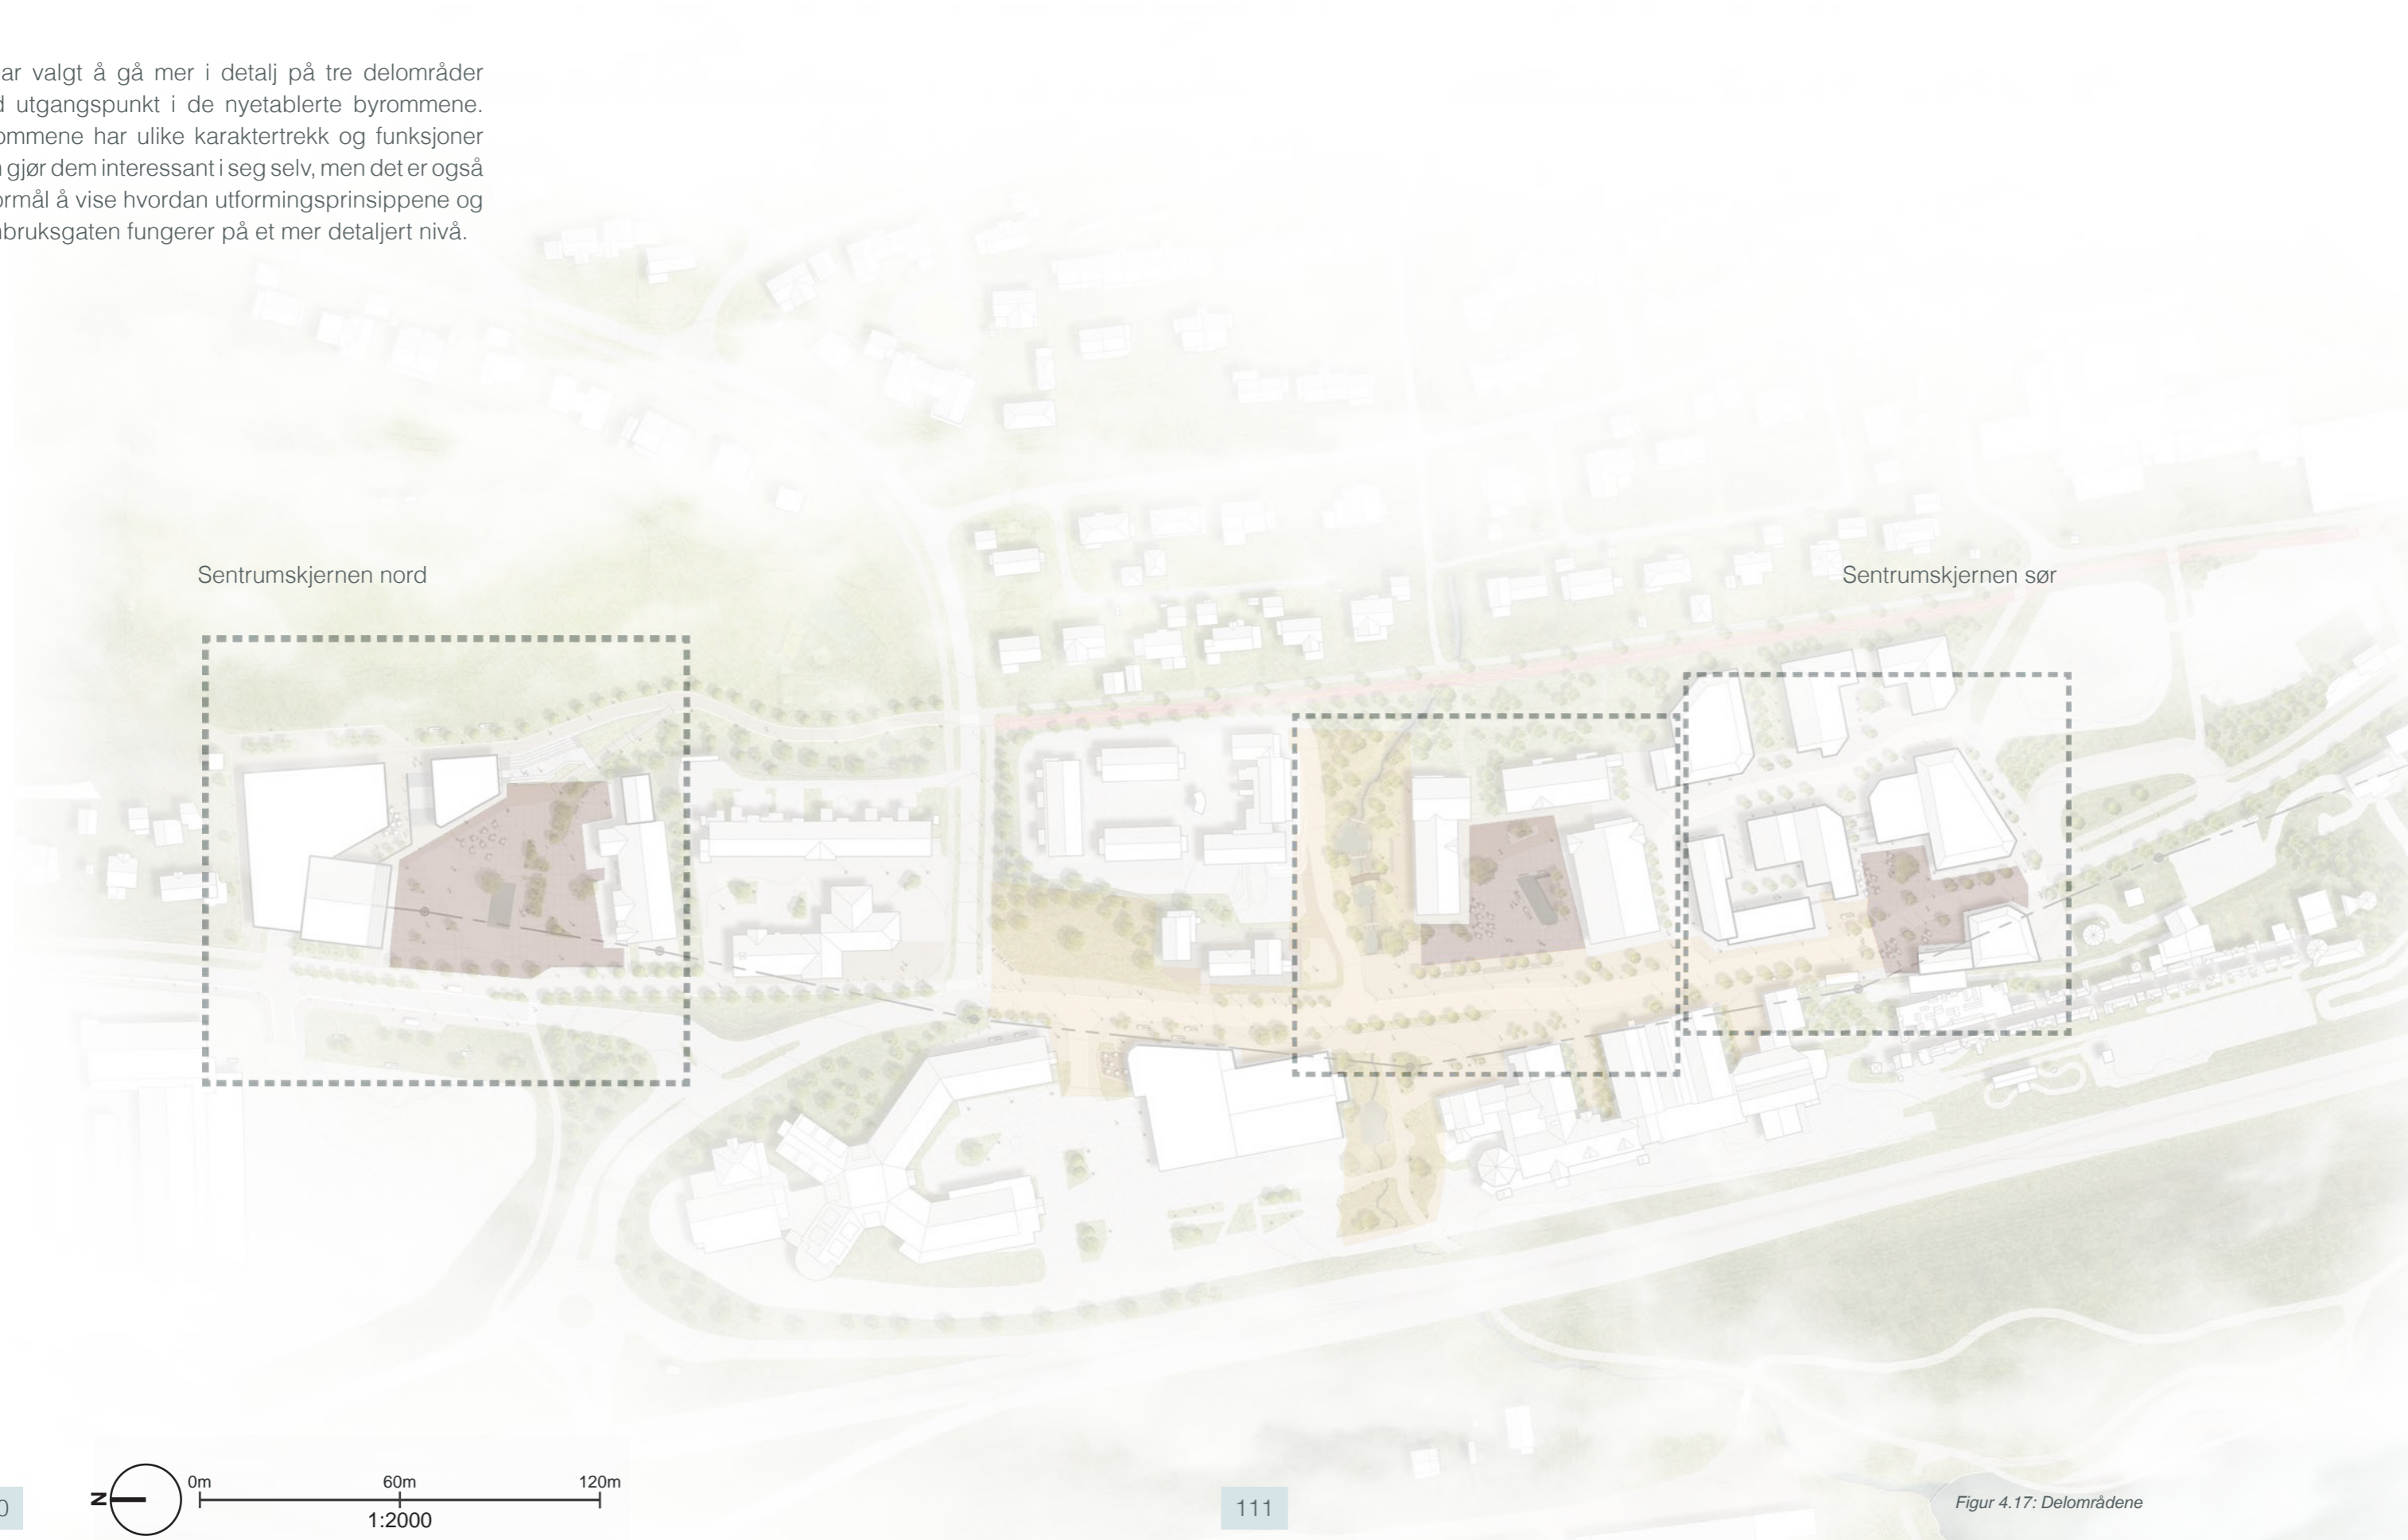 ar valgt å gå mer i detalj på tre delområder
d utgangspunkt i de nyetablerte byrommene.
ommene har ulike karaktertrekk og funksjoner
gjør dem interessant i seg selv, men det er også
ormål å vise hvordan utformingsprinsippene og
bruksgaten fungerer på et mer detaljert nivå.
Sentrumskjernen nord
Sentrumskjernen sør
N
0m 60m 120m
1:2000
0
111
Figur 4.17: Delområdene